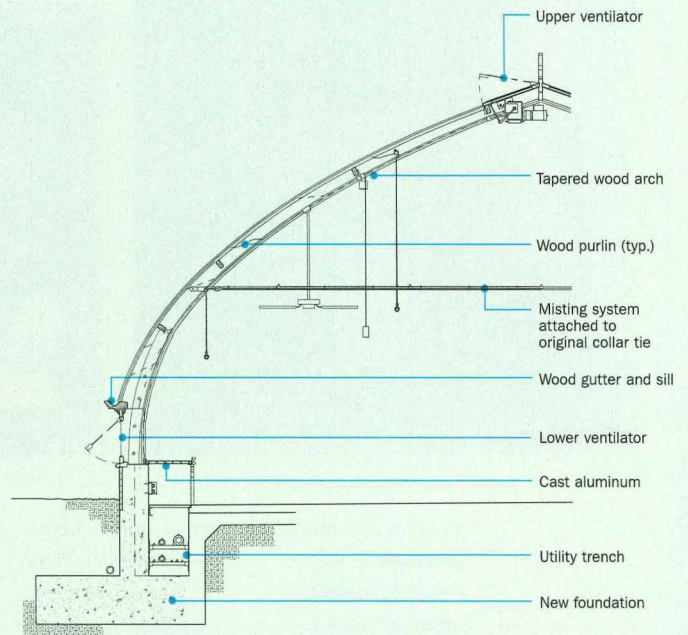 Upper ventilator
Tapered wood arch
Wood purlin (typ.)
Misting system
attached to
original collar tie
Wood gutter and sill
Lower ventilator
Cast aluminum
Utility trench
New foundation